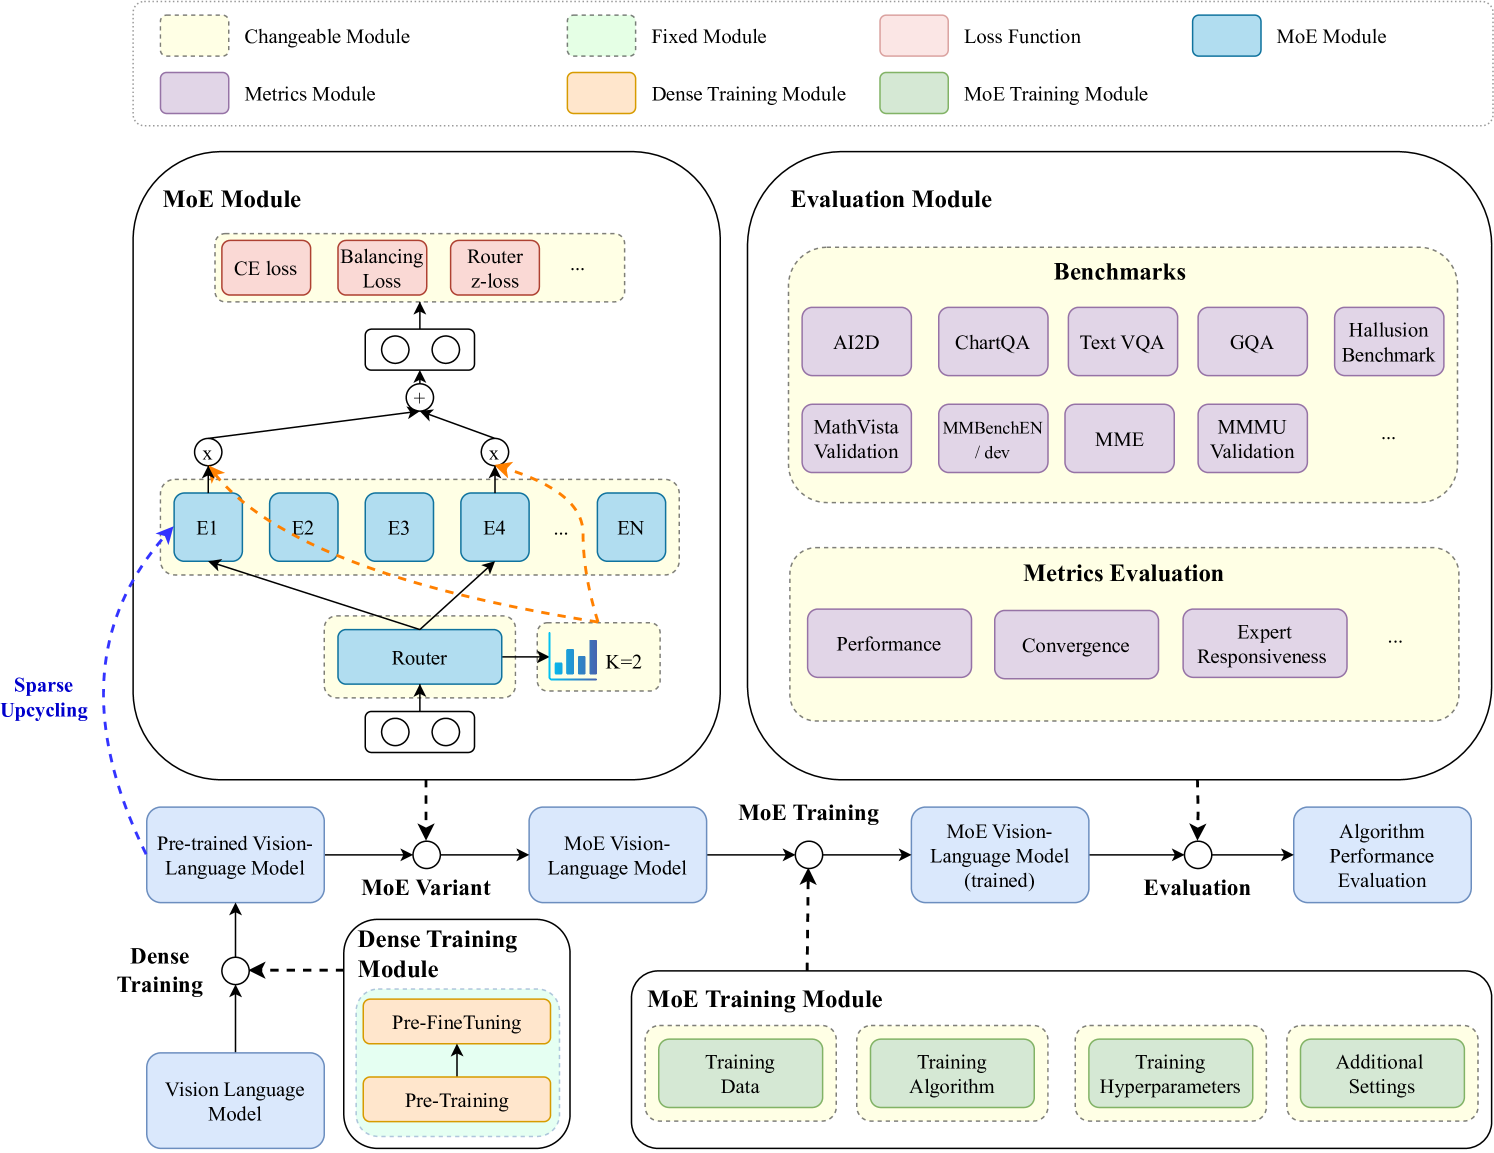 Changeable Module
Fixed Module
Loss Function
MoE Module
Metrics Module
Dense Training Module
MoE Training Module
MoE Module
CE loss
Balancing
Loss
Router
z-loss
...
+
x
x
E1
E2
E3
E4
...
EN
Router
K=2
Sparse
Upcycling
Evaluation Module
Benchmarks
AI2D
ChartQA
Text VQA
GQA
Hallusion
Benchmark
MathVista
Validation
MMBenchEN
/ dev
MME
MMMU
Validation
...
Metrics Evaluation
Performance
Convergence
Expert
Responsiveness
...
Pre-trained Vision-
Language Model
MoE Variant
MoE Vision-
Language Model
MoE Training
MoE Vision-
Language Model
(trained)
Evaluation
Algorithm
Performance
Evaluation
Dense
Training
Vision Language
Model
Dense Training
Module
Pre-FineTuning
Pre-Training
MoE Training Module
Training
Data
Training
Algorithm
Training
Hyperparameters
Additional
Settings